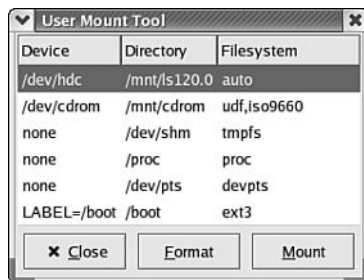 User Mount Tool
Device Directory Filesystem
/dev/hdc /mnt/ls120.0 auto
/dev/cdrom /mnt/cdrom udf,iso9660
none /dev/shm tmpfs
none /proc proc
none /dev/pts devpts
LABEL=/boot /boot ext3
Close Format Mount